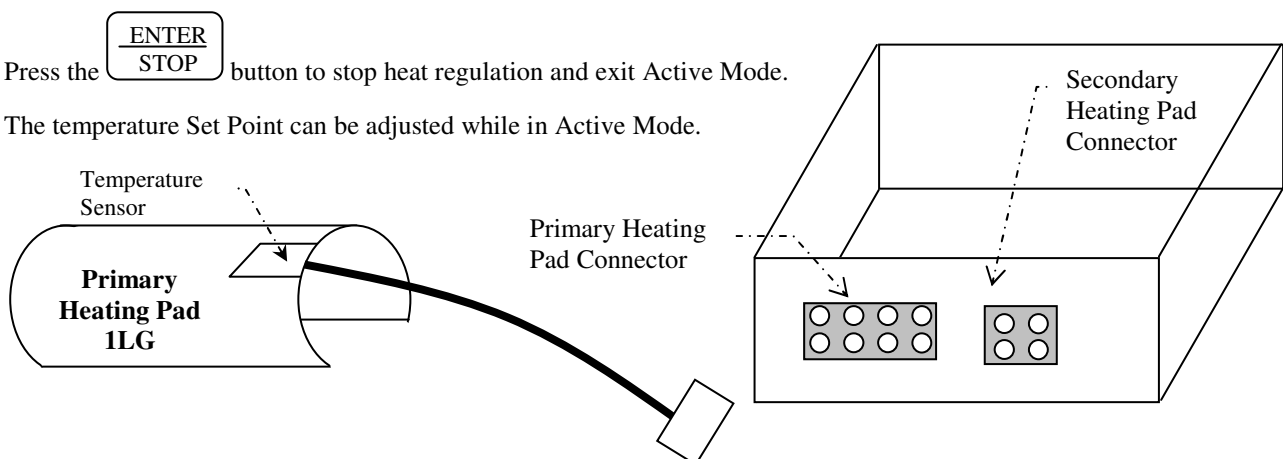 Press the ENTER STOP button to stop heat regulation and exit Active Mode.
The temperature Set Point can be adjusted while in Active Mode.
Temperature
Sensor
Primary
Heating Pad
1LG
Primary Heating
Pad Connector
Secondary
Heating Pad
Connector